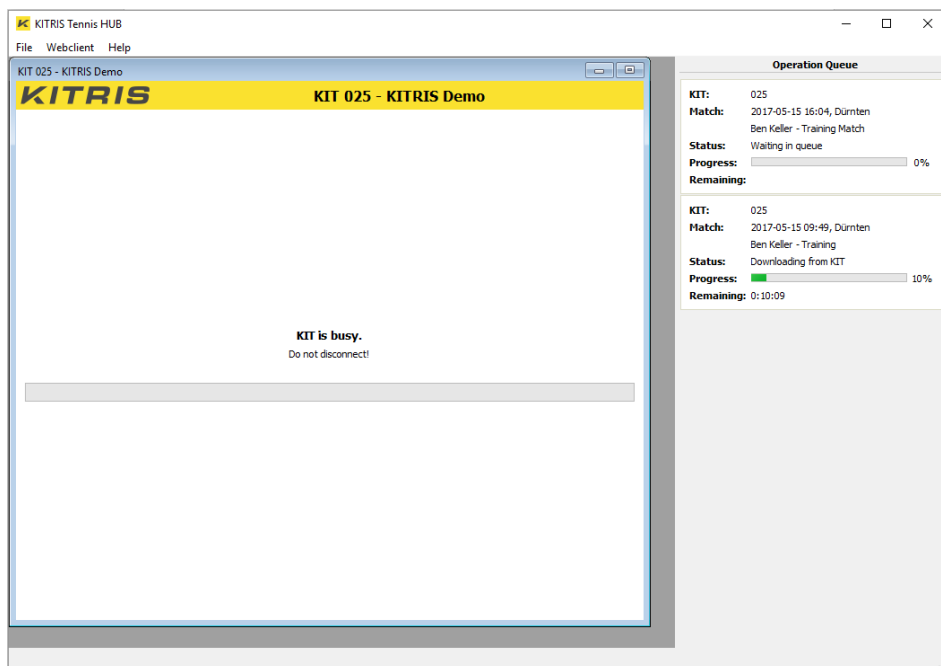 KITRIS Tennis HUB
File Webclient Help
KIT 025 - KITRIS Demo
KITRIS KIT 025 - KITRIS Demo
KIT is busy.
Do not disconnect!
Operation Queue
KIT: 025
Match: 2017-05-15 16:04, Dürnten
Ben Keller - Training Match
Status: Waiting in queue
Progress: 0%
Remaining:
KIT: 025
Match: 2017-05-15 09:49, Dürnten
Ben Keller - Training
Status: Downloading from KIT
Progress: 10%
Remaining: 0:10:09